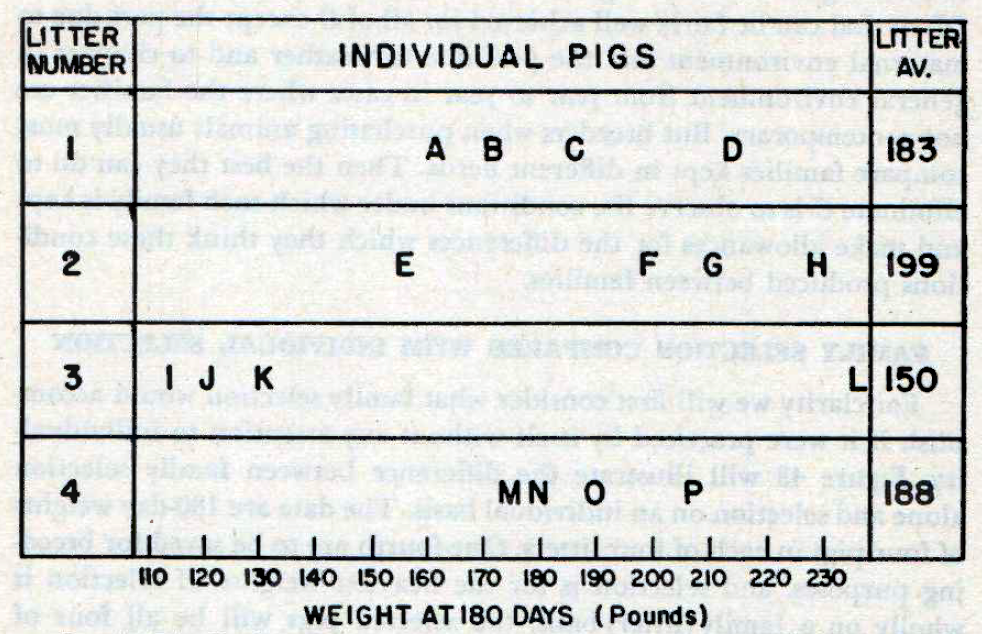 LITTER NUMBER INDIVIDUAL PIGS LITTER AV.
1 A B C D 183
2 E F G H 199
3 I J K L 150
4 M N O P 188
110 120 130 140 150 160 170 180 190 200 210 220 230
WEIGHT AT 180 DAYS (Pounds)